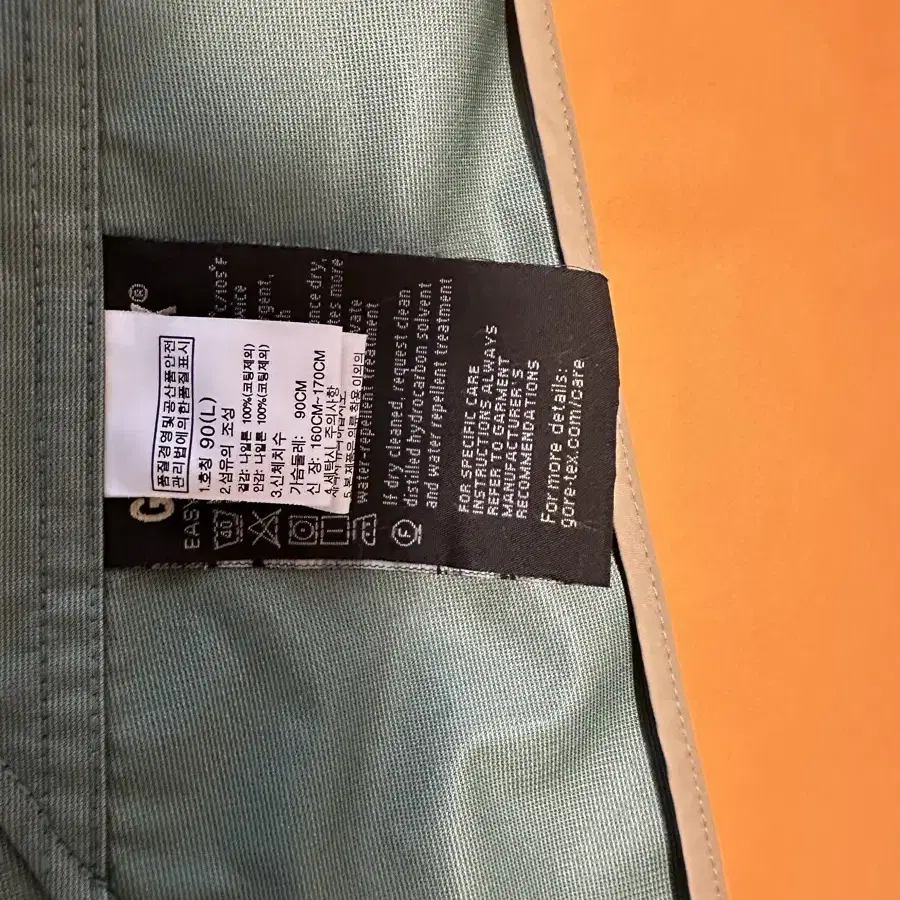 품질경영및공산품안전
관리법에의한품질표시
1.호칭 90(L)
2.섬유의 조성
겉감: 나일론 100%(코팅제외)
안감: 나일론 100%(코팅제외)
3.신체치수
가슴둘레: 90CM
신 장: 160CM~170CM
®
EASY
40
water-repellent treatment
If dry cleaned, request clean
distilled hydrocarbon solvent
and water repellent treatment
FOR SPECIFIC CARE
INSTRUCTIONS ALWAYS
REFER TO GARMENT
MANUFACTURER'S
RECOMMENDATIONS
For more details:
gore-tex.com/care